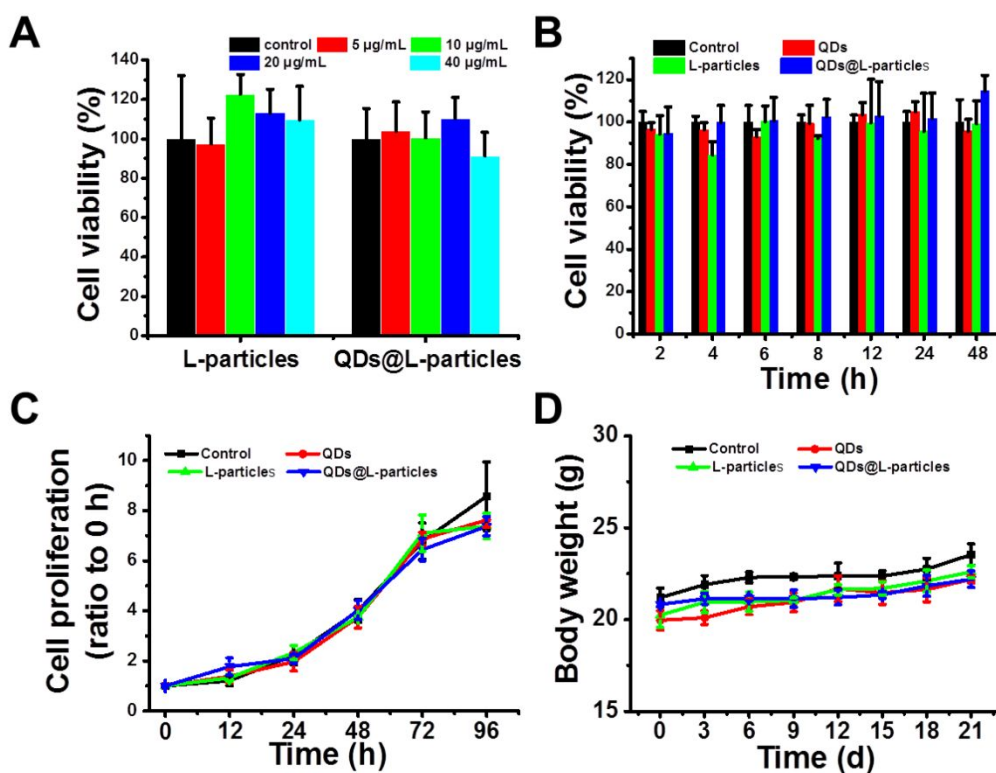 A
control 5 µg/mL 10 µg/mL
20 µg/mL 40 µg/mL
Cell viability (%)
140
120
100
80
60
40
20
0
L-particles QDs@L-particles
B
Control QDs
L-particles QDs@L-particles
Cell viability (%)
120
100
80
60
40
20
0
2 4 6 8 12 24 48
Time (h)
C
Control QDs
L-particles QDs@L-particles
Cell proliferation
(ratio to 0 h)
10
8
6
4
2
0
0 12 24 48 72 96
Time (h)
D
Control QDs
L-particles QDs@L-particles
Body weight (g)
30
25
20
15
0 3 6 9 12 15 18 21
Time (d)